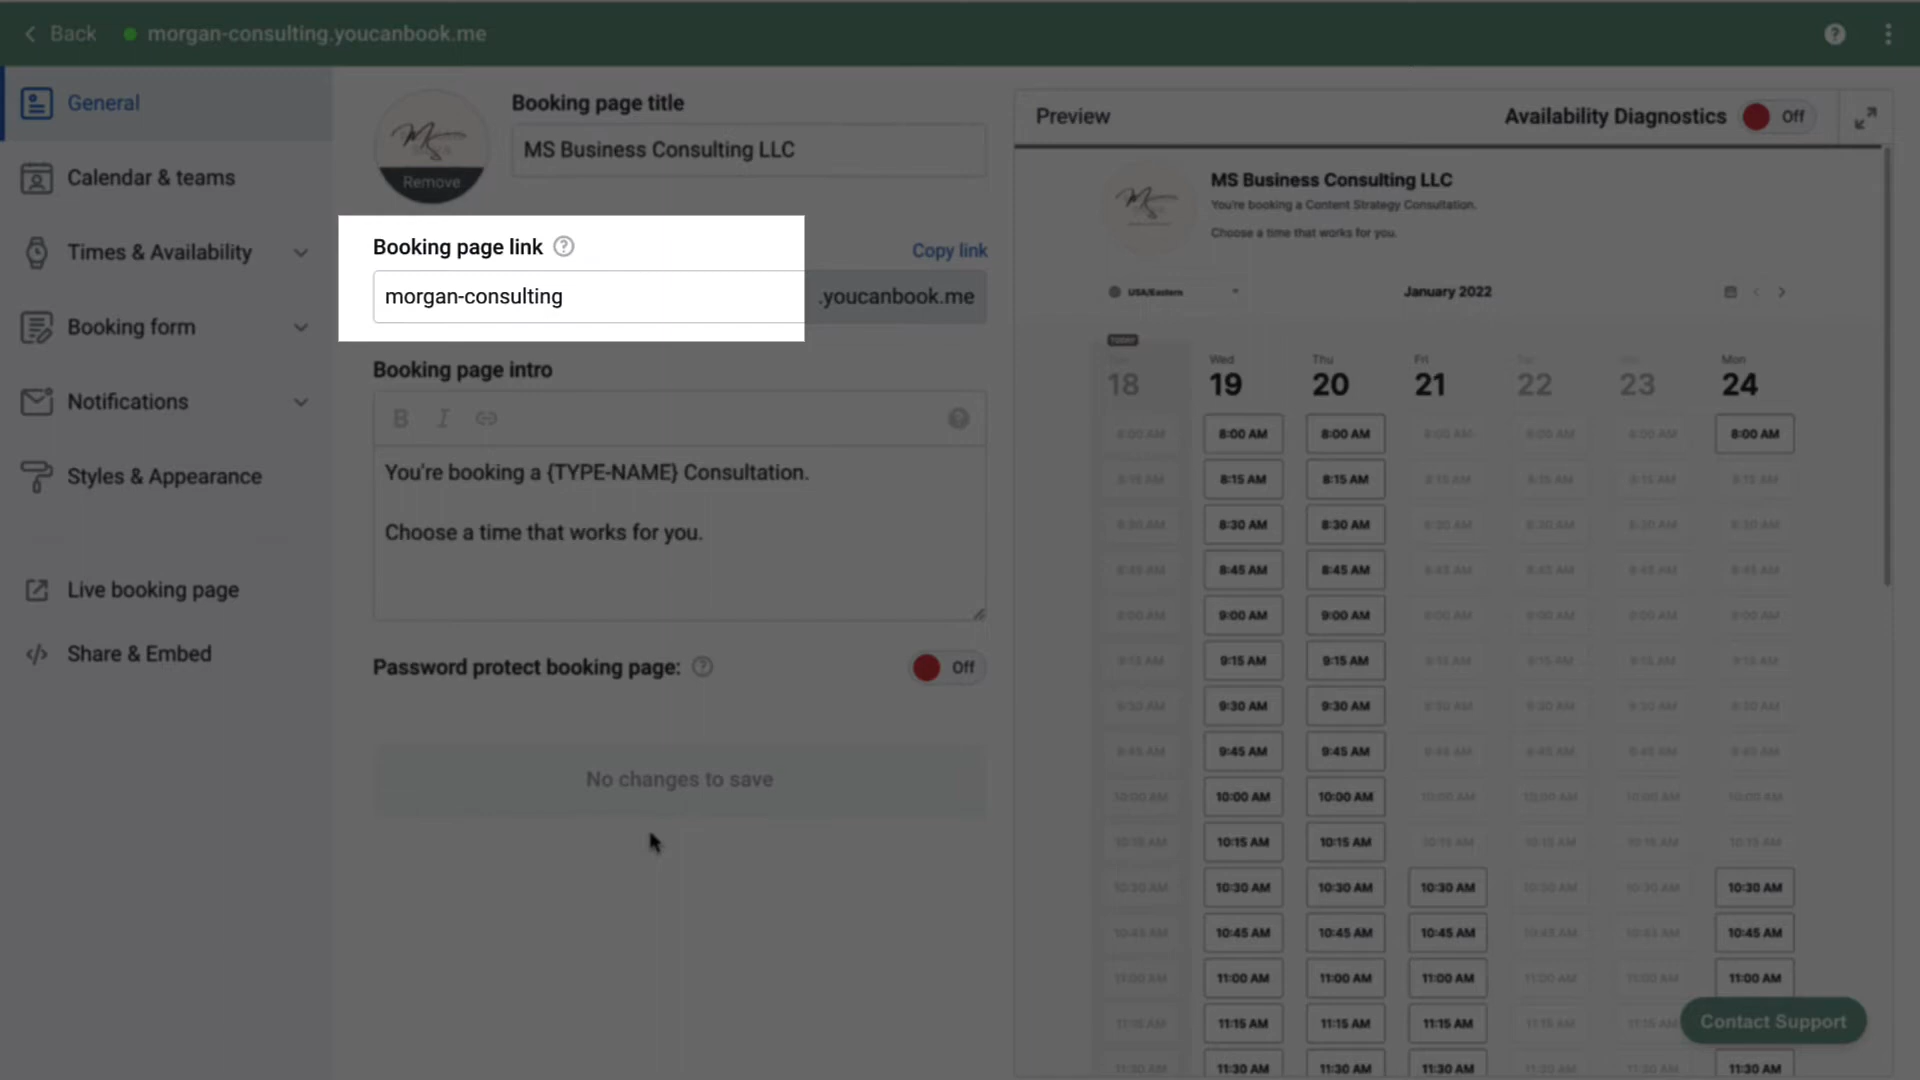 Back
morgan-consulting.youcanbook.me
General
Calendar & teams
Times & Availability
Booking form
Notifications
Styles & Appearance
Live booking page
Share & Embed
Remove
Booking page title
MS Business Consulting LLC
Booking page link
Copy link
morgan-consulting
.youcanbook.me
Booking page intro
B I
You're booking a {TYPE-NAME} Consultation.
Choose a time that works for you.
Password protect booking page:
Off
No changes to save
Preview
Availability Diagnostics
Off
MS Business Consulting LLC
You're booking a Content Strategy Consultation.
Choose a time that works for you.
USA/Eastern
January 2022
TODAY
Wed Thu Fri Sat Mon
18 19 20 21 22 23 24
8:00 AM 8:00 AM 8:00 AM 8:00 AM 8:00 AM 8:00 AM 8:00 AM
8:15 AM 8:15 AM 8:15 AM 8:15 AM 8:15 AM 8:15 AM 8:15 AM
8:30 AM 8:30 AM 8:30 AM 8:30 AM 8:30 AM 8:30 AM 8:30 AM
8:45 AM 8:45 AM 8:45 AM 8:45 AM 8:45 AM 8:45 AM 8:45 AM
9:00 AM 9:00 AM 9:00 AM 9:00 AM 9:00 AM 9:00 AM 9:00 AM
9:15 AM 9:15 AM 9:15 AM 9:15 AM 9:15 AM 9:15 AM 9:15 AM
9:30 AM 9:30 AM 9:30 AM 9:30 AM 9:30 AM 9:30 AM 9:30 AM
9:45 AM 9:45 AM 9:45 AM 9:45 AM 9:45 AM 9:45 AM 9:45 AM
10:00 AM 10:00 AM 10:00 AM 10:00 AM 10:00 AM 10:00 AM 10:00 AM
10:15 AM 10:15 AM 10:15 AM 10:15 AM 10:15 AM 10:15 AM 10:15 AM
10:30 AM 10:30 AM 10:30 AM 10:30 AM 10:30 AM 10:30 AM 10:30 AM
10:45 AM 10:45 AM 10:45 AM 10:45 AM 10:45 AM 10:45 AM 10:45 AM
11:00 AM 11:00 AM 11:00 AM 11:00 AM 11:00 AM 11:00 AM 11:00 AM
11:15 AM 11:15 AM 11:15 AM 11:15 AM 11:15 AM 11:15 AM
11:30 AM 11:30 AM 11:30 AM 11:30 AM 11:30 AM 11:30 AM 11:30 AM
Contact Support